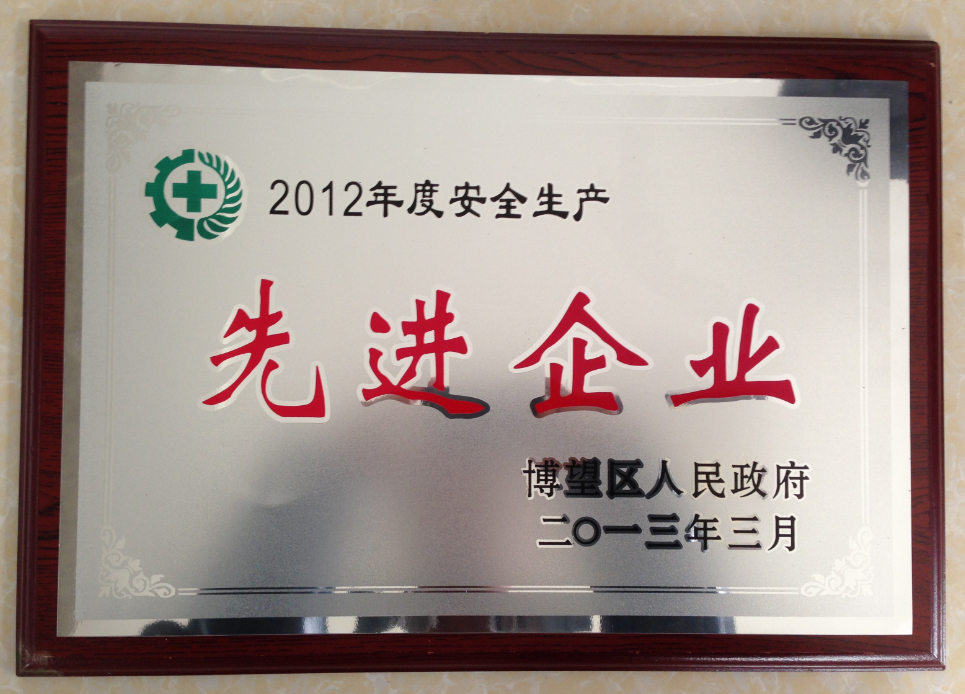 2012年度安全生产
先进企业
博望区人民政府
二〇一三年三月